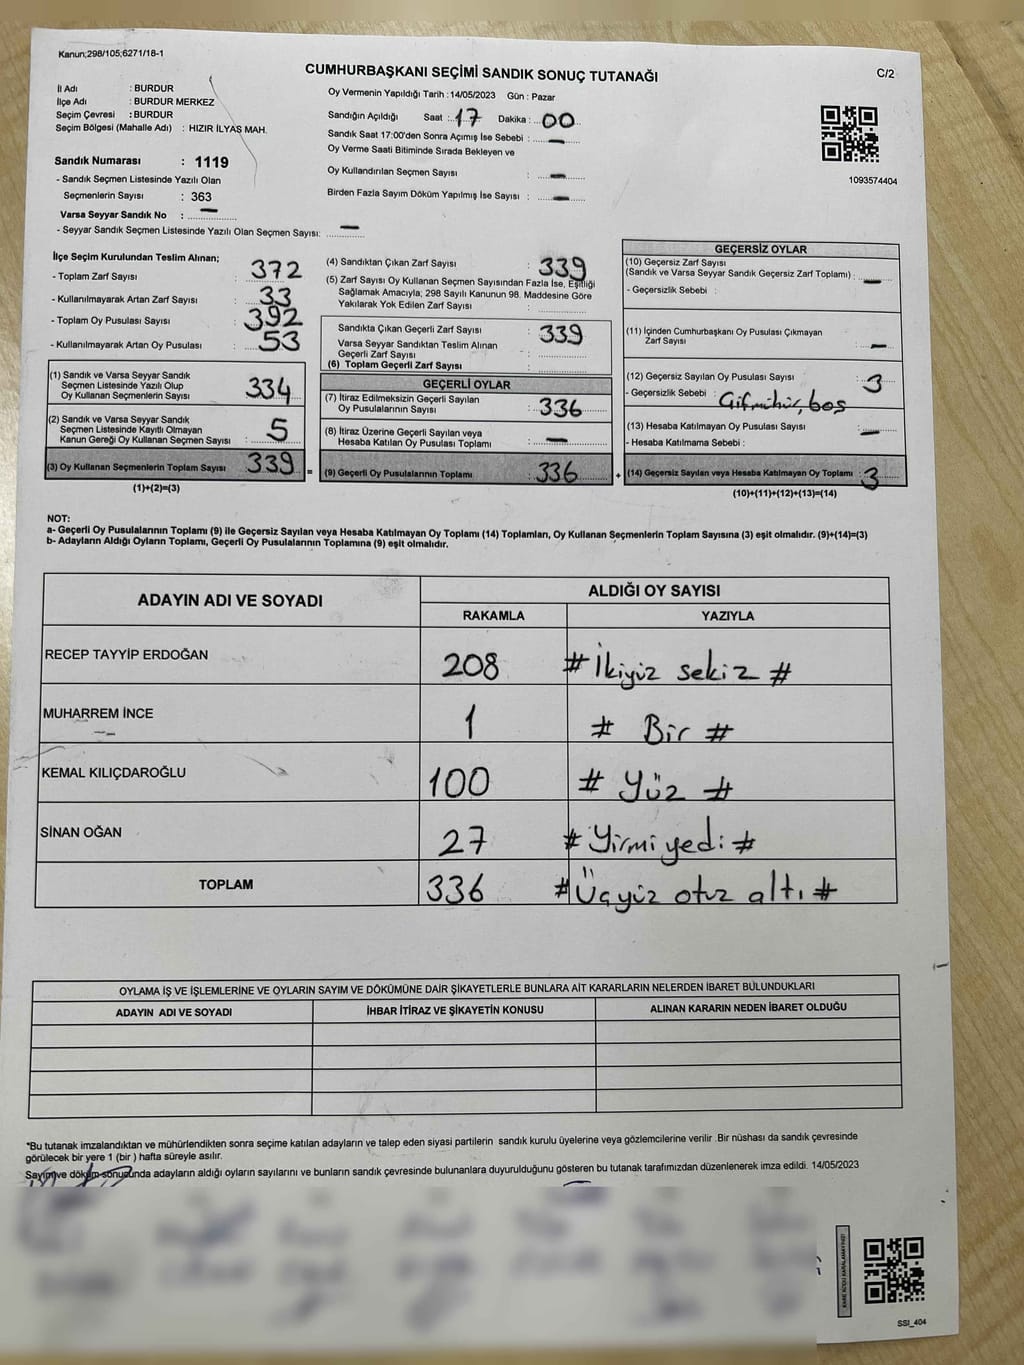 Kanun;298/105;6271/18-1
CUMHURBAŞKANI SEÇİMİ SANDIK SONUÇ TUTANAĞI
C/2
İl Adı : BURDUR
İlçe Adı : BURDUR MERKEZ
Seçim Çevresi : BURDUR
Seçim Bölgesi (Mahalle Adı) : HIZIR İLYAS MAH.
Sandık Numarası : 1119
- Sandık Seçmen Listesinde Yazılı Olan
Seçmenlerin Sayısı : 363
Varsa Seyyar Sandık No : —
- Seyyar Sandık Seçmen Listesinde Yazılı Olan Seçmen Sayısı: —
Oy Vermenin Yapıldığı Tarih : 14/05/2023 Gün : Pazar
Sandığın Açıldığı Saat : 17 Dakika : 00
Sandık Saat 17:00'den Sonra Açımış İse Sebebi : —
Oy Verme Saati Bitiminde Sırada Bekleyen ve
Oy Kullandırılan Seçmen Sayısı : —
Birden Fazla Sayım Döküm Yapılmış İse Sayısı : —
1093574404
İlçe Seçim Kurulundan Teslim Alınan;
- Toplam Zarf Sayısı : 372
- Kullanılmayarak Artan Zarf Sayısı : 33
- Toplam Oy Pusulası Sayısı : 392
- Kullanılmayarak Artan Oy Pusulası : 53
(1) Sandık ve Varsa Seyyar Sandık
Seçmen Listesinde Yazılı Olup
Oy Kullanan Seçmenlerin Sayısı : 334
(2) Sandık ve Varsa Seyyar Sandık
Seçmen Listesinde Kayıtlı Olmayan
Kanun Gereği Oy Kullanan Seçmen Sayısı : 5
(3) Oy Kullanan Seçmenlerin Toplam Sayısı : 339 =
(1)+(2)=(3)
(4) Sandıktan Çıkan Zarf Sayısı : 339
(5) Zarf Sayısı Oy Kullanan Seçmen Sayısından Fazla İse, Eşitliği
Sağlamak Amacıyla; 298 Sayılı Kanunun 98. Maddesine Göre
Yakılarak Yok Edilen Zarf Sayısı :
Sandıkta Çıkan Geçerli Zarf Sayısı : 339
Varsa Seyyar Sandıktan Teslim Alınan
Geçerli Zarf Sayısı :
(6) Toplam Geçerli Zarf Sayısı :
GEÇERLİ OYLAR
(7) İtiraz Edilmeksizin Geçerli Sayılan
Oy Pusulalarının Sayısı : 336
(8) İtiraz Üzerine Geçerli Sayılan veya
Hesaba Katılan Oy Pusulası Toplamı : —
(9) Geçerli Oy Pusulalarının Toplamı : 336 +
GEÇERSİZ OYLAR
(10) Geçersiz Zarf Sayısı
(Sandık ve Varsa Seyyar Sandık Geçersiz Zarf Toplamı) : —
- Geçersizlik Sebebi :
(11) İçinden Cumhurbaşkanı Oy Pusulası Çıkmayan
Zarf Sayısı : —
(12) Geçersiz Sayılan Oy Pusulası Sayısı : 3
- Geçersizlik Sebebi : Çift mühür, boş
(13) Hesaba Katılmayan Oy Pusulası Sayısı : —
- Hesaba Katılmama Sebebi :
(14) Geçersiz Sayılan veya Hesaba Katılmayan Oy Toplamı : 3
(10)+(11)+(12)+(13)=(14)
NOT:
a- Geçerli Oy Pusulalarının Toplamı (9) ile Geçersiz Sayılan veya Hesaba Katılmayan Oy Toplamı (14) Toplamları, Oy Kullanan Seçmenlerin Toplam Sayısına (3) eşit olmalıdır. (9)+(14)=(3)
b- Adayların Aldığı Oyların Toplamı, Geçerli Oy Pusulalarının Toplamına (9) eşit olmalıdır.
ADAYIN ADI VE SOYADI
ALDIĞI OY SAYISI
RAKAMLA YAZIYLA
RECEP TAYYİP ERDOĞAN 208 # İkiyüz sekiz #
MUHARREM İNCE 1 # Bir #
KEMAL KILIÇDAROĞLU 100 # Yüz #
SİNAN OĞAN 27 # Yirmi yedi #
TOPLAM 336 # Üçyüz otuz altı #
OYLAMA İŞ VE İŞLEMLERİNE VE OYLARIN SAYIM VE DÖKÜMÜNE DAİR ŞİKAYETLERLE BUNLARA AİT KARARLARIN NELERDEN İBARET BULUNDUKLARI
ADAYIN ADI VE SOYADI İHBAR İTİRAZ VE ŞİKAYETİN KONUSU ALINAN KARARIN NEDEN İBARET OLDUĞU
*Bu tutanak imzalandıktan ve mühürlendikten sonra seçime katılan adayların ve talep eden siyasi partilerin sandık kurulu üyelerine veya gözlemcilerine verilir .Bir nüshası da sandık çevresinde
görülecek bir yere 1 (bir ) hafta süreyle asılır.
Sayım ve döküm sonucunda adayların aldığı oyların sayılarını ve bunların sandık çevresinde bulunanlara duyurulduğunu gösteren bu tutanak tarafımızdan düzenlenerek imza edildi. 14/05/2023
KARE KODU KARALAMAYINIZ!
SSI_404